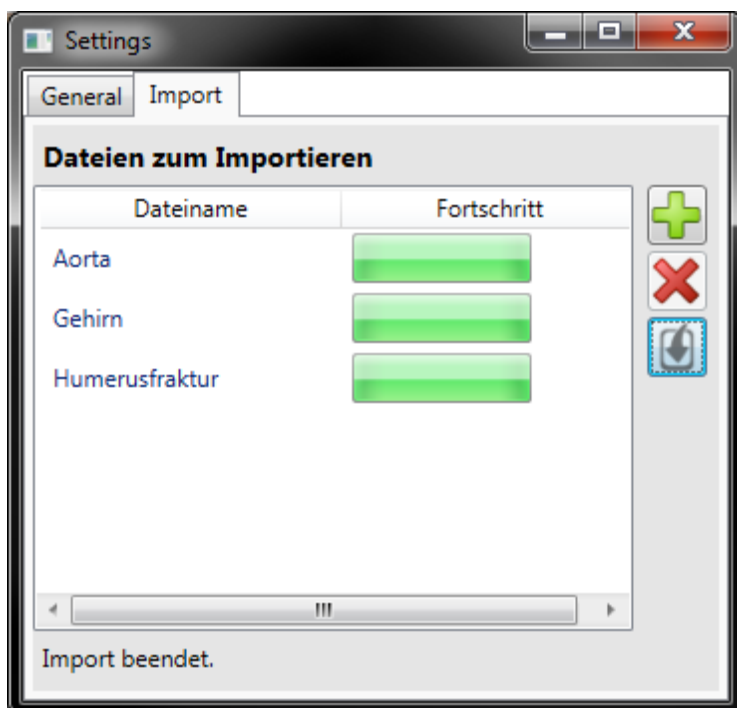 Settings
General Import
Dateien zum Importieren
Dateiname Fortschritt
Aorta
Gehirn
Humerusfraktur
Import beendet.